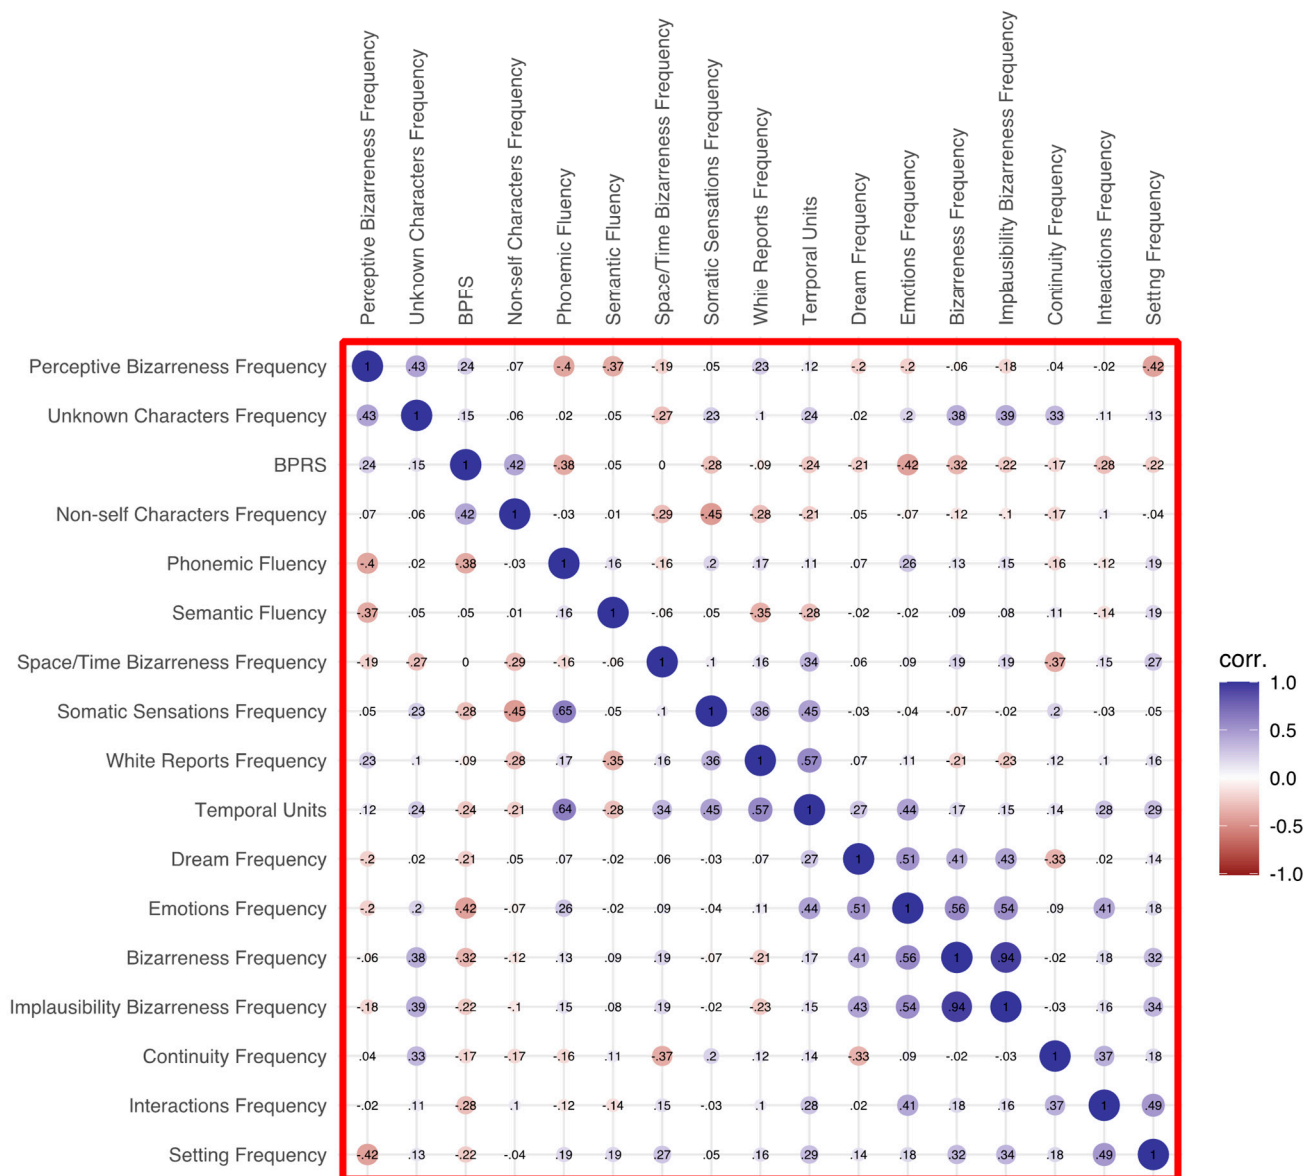 Perceptive Bizarreness Frequency
Unknown Characters Frequency
BPFS
Non-self Characters Frequency
Phonemic Fluency
Semantic Fluency
Space/Time Bizarreness Frequency
Somatic Sensations Frequency
White Reports Frequency
Temporal Units
Dream Frequency
Emotions Frequency
Bizarreness Frequency
Implausibility Bizarreness Frequency
Continuity Frequency
Interactions Frequency
Setting Frequency
Perceptive Bizarreness Frequency 1 .43 .24 .07 -.4 -.37 -.19 .05 .23 .12 -.2 -.2 -.06 -.18 .04 -.02 -.42
Unknown Characters Frequency .43 1 .15 .06 .02 .05 -.27 .23 .1 .24 .02 .2 .38 .39 .33 .11 .13
BPRS .24 .15 1 .42 -.38 .05 0 -.28 -.09 -.24 -.21 -.42 -.32 -.22 -.17 -.28 -.22
Non-self Characters Frequency .07 .06 .42 1 -.03 .01 -.29 -.45 -.28 -.21 .05 -.07 -.12 -.1 -.17 .1 -.04
Phonemic Fluency -.4 .02 -.38 -.03 1 .16 -.16 .2 .17 .11 .07 .26 .13 .15 -.16 -.12 .19
Semantic Fluency -.37 .05 .05 .01 .16 1 -.06 .05 -.35 -.28 -.02 -.02 .09 .08 .11 -.14 .19
Space/Time Bizarreness Frequency -.19 -.27 0 -.29 -.16 -.06 1 .1 .16 .34 .06 .09 .19 .19 -.37 .15 .27
Somatic Sensations Frequency .05 .23 -.28 -.45 .65 .05 .1 1 .36 .45 -.03 -.04 -.07 -.02 .2 -.03 .05
White Reports Frequency .23 .1 -.09 -.28 .17 -.35 .16 .36 1 .57 .07 .11 -.21 -.23 .12 .1 .16
Temporal Units .12 .24 -.24 -.21 .64 -.28 .34 .45 .57 1 .27 .44 .17 .15 .14 .28 .29
Dream Frequency -.2 .02 -.21 .05 .07 -.02 .06 -.03 .07 .27 1 .51 .41 .43 -.33 .02 .14
Emotions Frequency -.2 .2 -.42 -.07 .26 -.02 .09 -.04 .11 .44 .51 1 .56 .54 .09 .41 .18
Bizarreness Frequency -.06 .38 -.32 -.12 .13 .09 .19 -.07 -.21 .17 .41 .56 1 .94 -.02 .18 .32
Implausibility Bizarreness Frequency -.18 .39 -.22 -.1 .15 .08 .19 -.02 -.23 .15 .43 .54 .94 1 -.03 .16 .34
Continuity Frequency .04 .33 -.17 -.17 -.16 .11 -.37 .2 .12 .14 -.33 .09 -.02 -.03 1 .37 .18
Interactions Frequency -.02 .11 -.28 .1 -.12 -.14 .15 -.03 .1 .28 .02 .41 .18 .16 .37 1 .49
Setting Frequency -.42 .13 -.22 -.04 .19 .19 .27 .05 .16 .29 .14 .18 .32 .34 .18 .49 1
corr.
1.0
0.5
0.0
-0.5
-1.0